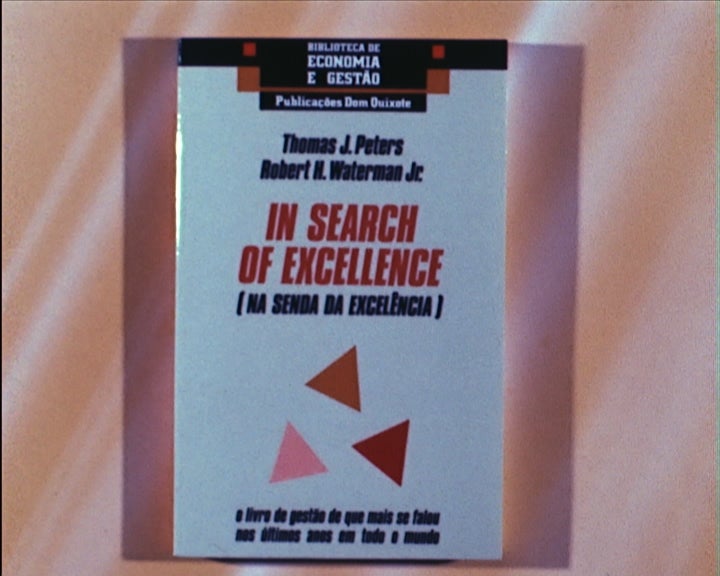 BIBLIOTECA DE
ECONOMIA
E GESTÃO
Publicações Dom Quixote
Thomas J. Peters
Robert H. Waterman Jr.
IN SEARCH
OF EXCELLENCE
( NA SENDA DA EXCELÊNCIA )
o livro de gestão de que mais se falou
nos últimos anos em todo o mundo